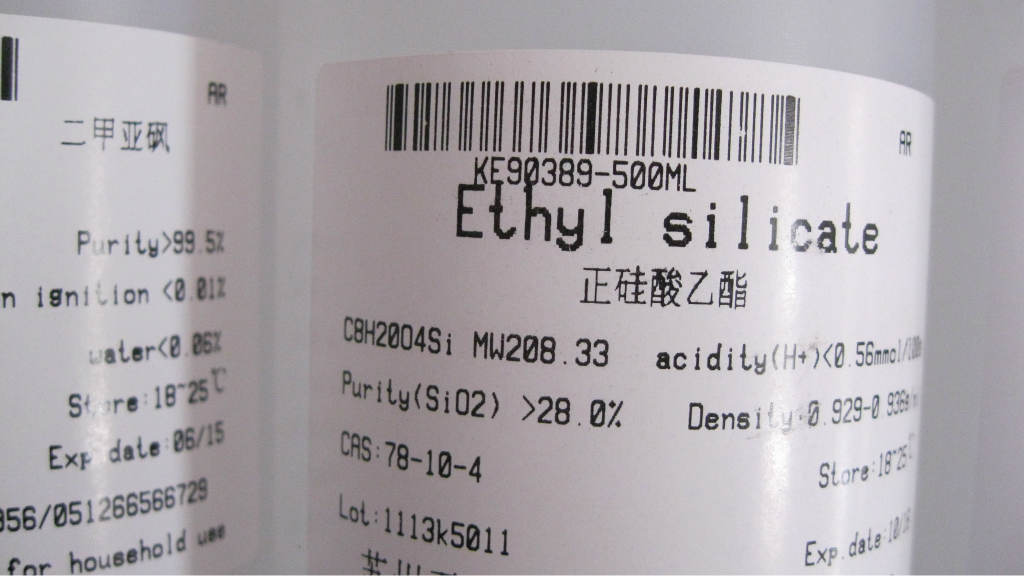 AR
二甲亚砜
Purity>99.5%
n ignition <0.01%
water<0.06%
Store:18~25℃
Exp.date:06/15
956/051266566729
for household use
AR
KE90389-500ML
Ethyl silicate
正硅酸乙酯
C8H20O4Si MW208.33
acidity(H+)<0.56mmol/100
Purity(SiO2) >28.0%
Density:0.929-0.936g
CAS:78-10-4
Store:18~25℃
Lot:1113k5011
Exp.date:10/